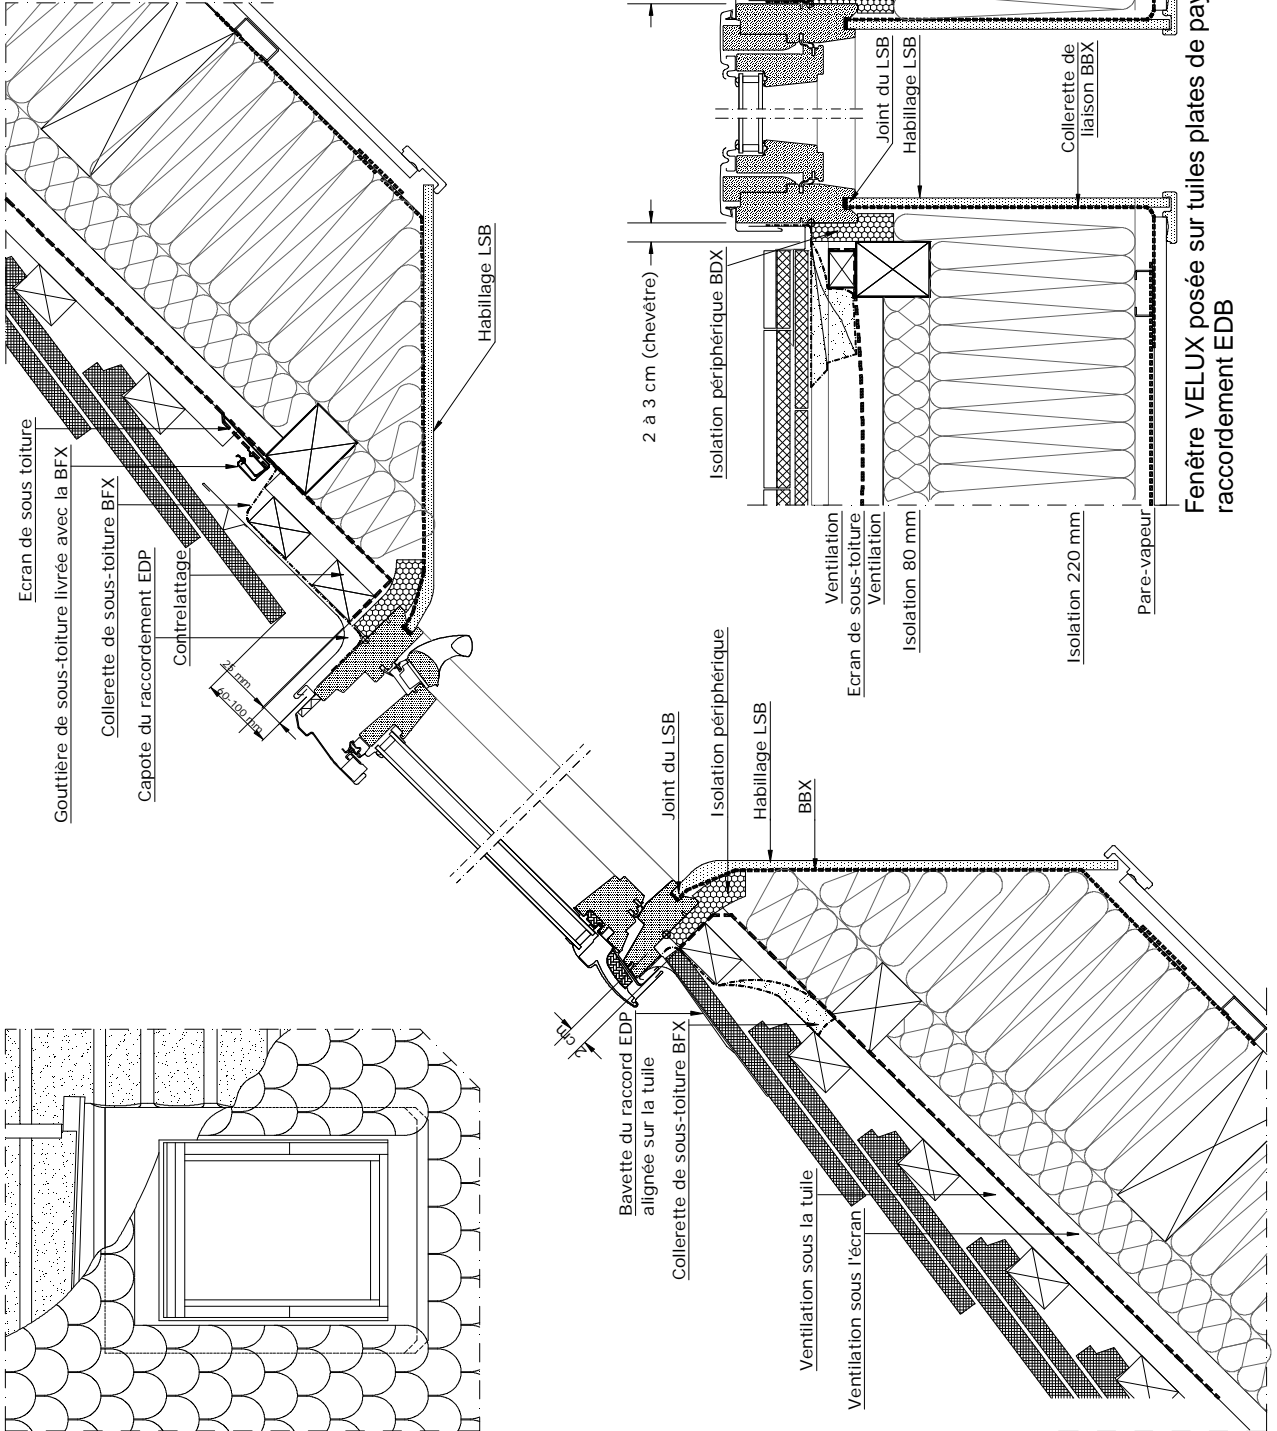 Ecran de sous toiture
Gouttière de sous-toiture livrée avec la BFX
Collerette de sous-toiture BFX
Capote du raccordement EDP
Contrelattage
25 mm
60-100 mm
Habillage LSB
2 à 3 cm (chevêtre)
Isolation périphérique BDX
Joint du LSB
Habillage LSB
Collerette de
liaison BBX
Ventilation
Ecran de sous-toiture
Ventilation
Isolation 80 mm
Isolation 220 mm
Pare-vapeur
Fenêtre VELUX posée sur tuiles plates de pay
raccordement EDB
Joint du LSB
Isolation périphérique
Habillage LSB
BBX
2 cm
Bavette du raccord EDP
alignée sur la tuile
Collerette de sous-toiture BFX
Ventilation sous la tuile
Ventilation sous l'écran